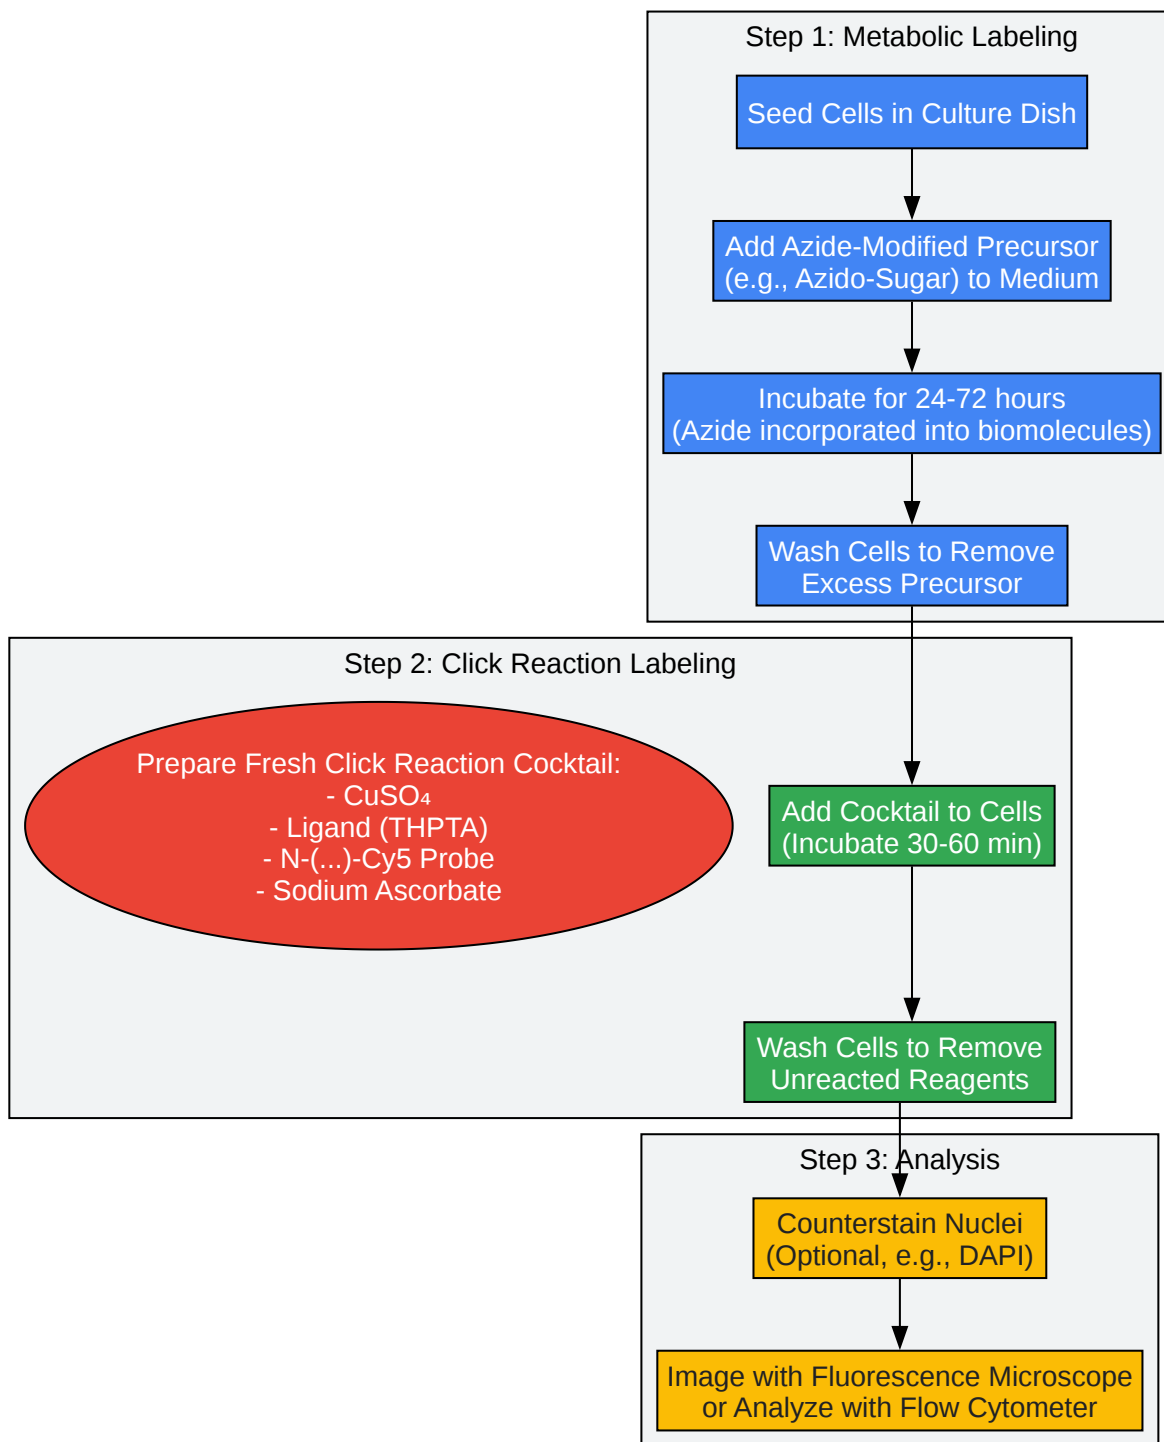 Step 1: Metabolic Labeling
Seed Cells in Culture Dish
Add Azide-Modified Precursor
(e.g., Azido-Sugar) to Medium
Incubate for 24-72 hours
(Azide incorporated into biomolecules)
Wash Cells to Remove
Excess Precursor
Step 2: Click Reaction Labeling
Prepare Fresh Click Reaction Cocktail:
- CuSO₄
- Ligand (THPTA)
- N-(...)-Cy5 Probe
- Sodium Ascorbate
Add Cocktail to Cells
(Incubate 30-60 min)
Wash Cells to Remove
Unreacted Reagents
Step 3: Analysis
Counterstain Nuclei
(Optional, e.g., DAPI)
Image with Fluorescence Microscope
or Analyze with Flow Cytometer